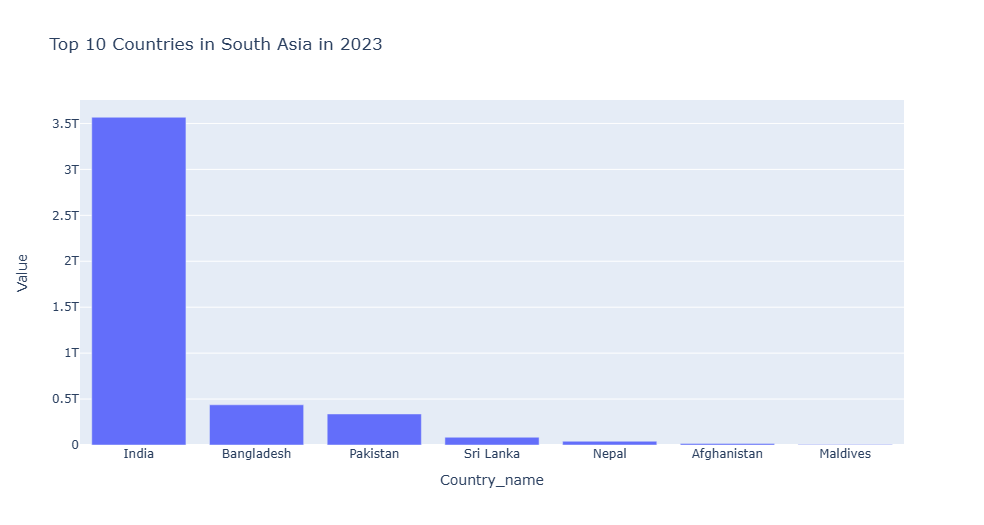 Top 10 Countries in South Asia in 2023
Value
3.5T
3T
2.5T
2T
1.5T
1T
0.5T
0
India Bangladesh Pakistan Sri Lanka Nepal Afghanistan Maldives
Country_name